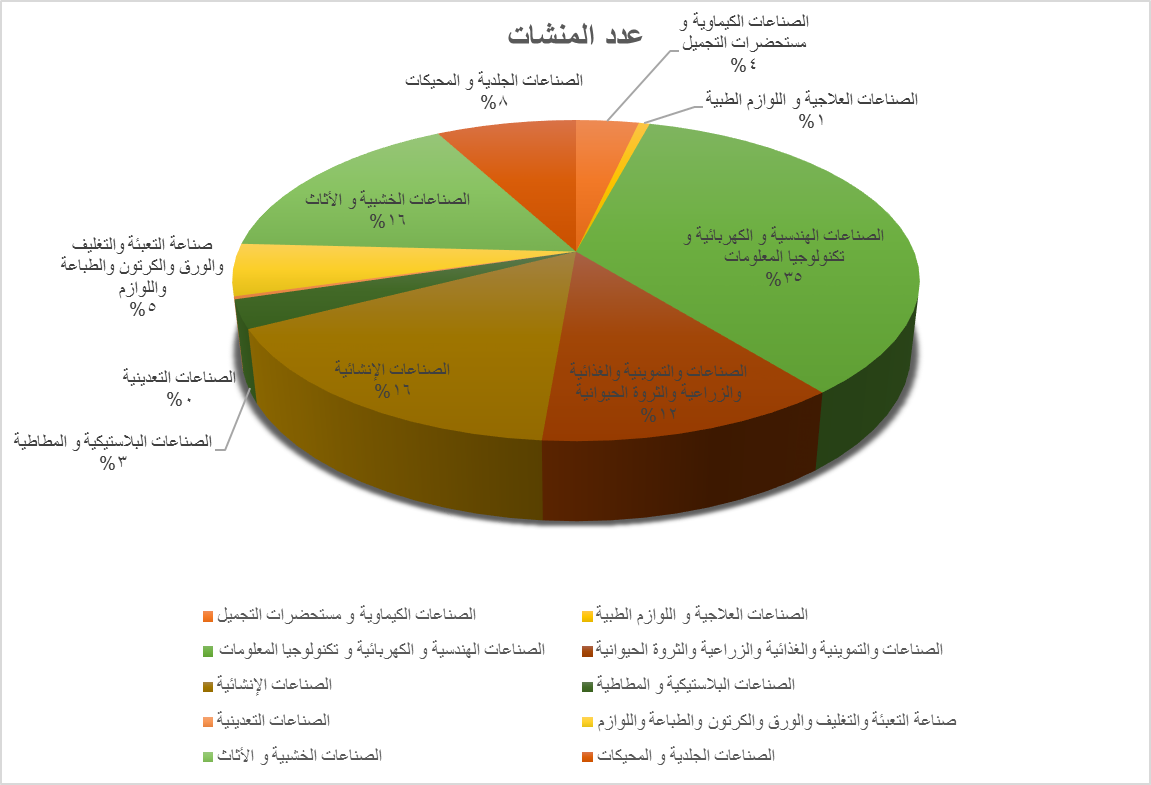 عدد المنشات
الصناعات الكيماوية و
مستحضرات التجميل
%٤
الصناعات العلاجية و اللوازم الطبية
%١
الصناعات الهندسية و الكهربائية و
تكنولوجيا المعلومات
%٣٥
الصناعات والتموينية والغذائية
والزراعية والثروة الحيوانية
%١٢
الصناعات الإنشائية
%١٦
الصناعات البلاستيكية و المطاطية
%٣
الصناعات التعدينية
%٠
صناعة التعبئة والتغليف
والورق والكرتون والطباعة
واللوازم
%٥
الصناعات الخشبية و الأثاث
%١٦
الصناعات الجلدية و المحيكات
%٨
الصناعات الكيماوية و مستحضرات التجميل
الصناعات العلاجية و اللوازم الطبية
الصناعات الهندسية و الكهربائية و تكنولوجيا المعلومات
الصناعات والتموينية والغذائية والزراعية والثروة الحيوانية
الصناعات الإنشائية
الصناعات البلاستيكية و المطاطية
الصناعات التعدينية
صناعة التعبئة والتغليف والورق والكرتون والطباعة واللوازم
الصناعات الخشبية و الأثاث
الصناعات الجلدية و المحيكات